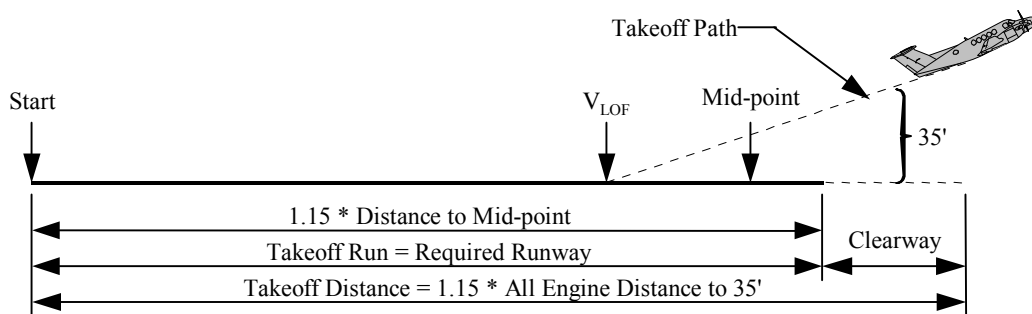 Takeoff Path
Start
V_LOF
Mid-point
35'
1.15 * Distance to Mid-point
Takeoff Run = Required Runway
Clearway
Takeoff Distance = 1.15 * All Engine Distance to 35'